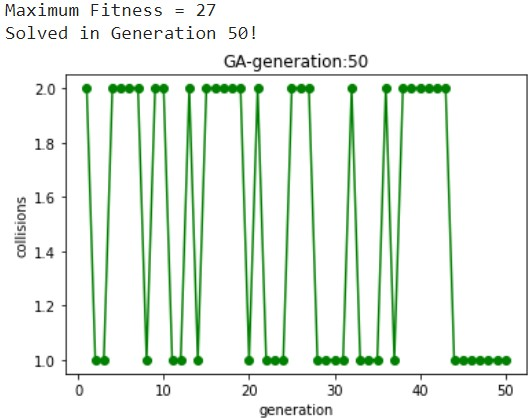 Maximum Fitness = 27
Solved in Generation 50!
GA-generation:50
2.0
1.8
1.6
1.4
1.2
1.0
collisions
0 10 20 30 40 50
generation